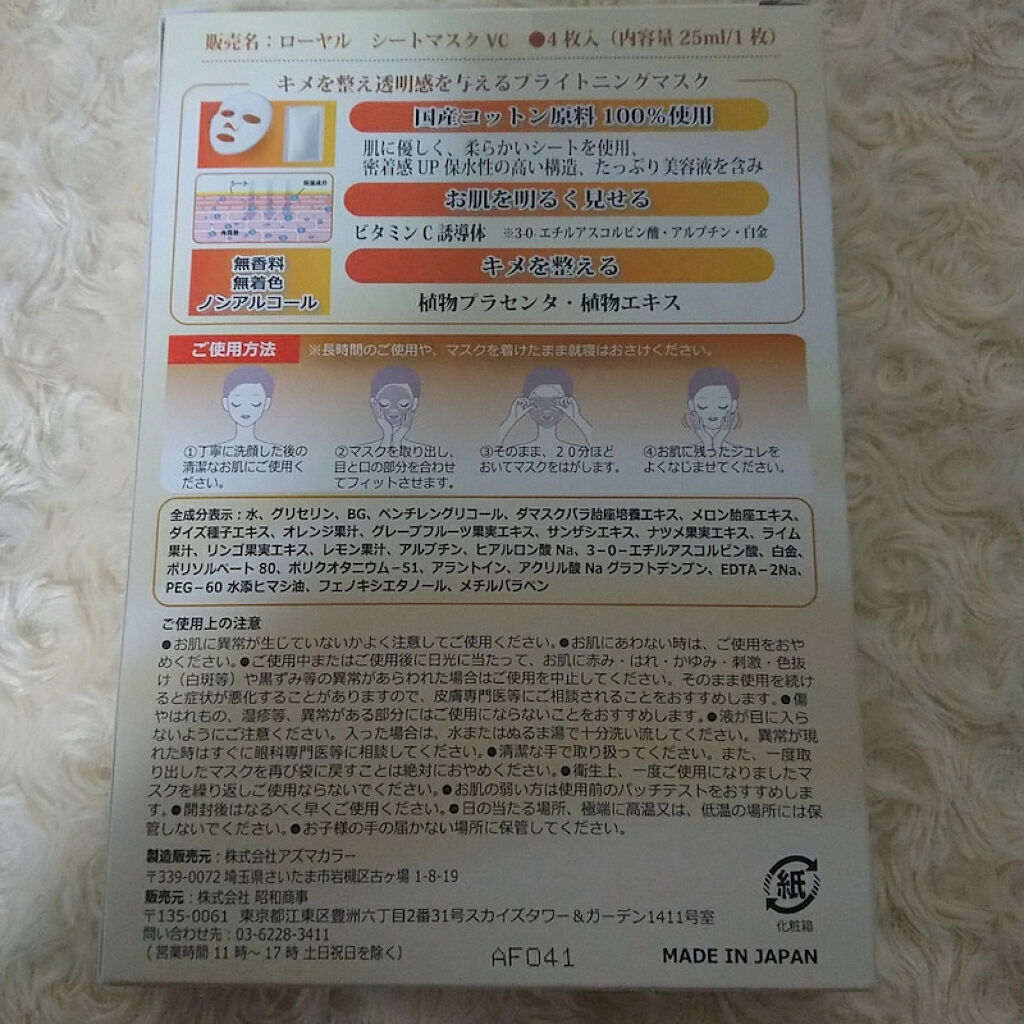 販売名：ローヤル　シートマスク VC　●4 枚入（内容量 25ml/1 枚）
キメを整え透明感を与えるブライトニングマスク
国産コットン原料 100％使用
肌に優しく、柔らかいシートを使用、
密着感 UP 保水性の高い構造、たっぷり美容液を含み
シート
保湿成分
角質層
お肌を明るく見せる
ビタミン C 誘導体　※3-O-エチルアスコルビン酸・アルブチン・白金
無香料
無着色
ノンアルコール
キメを整える
植物プラセンタ・植物エキス
ご使用方法　※長時間のご使用や、マスクを着けたまま就寝はおさけください。
①丁寧に洗顔した後の
清潔なお肌にご使用く
ださい。
②マスクを取り出し、
目と口の部分を合わせ
てフィットさせます。
③そのまま、２０分ほど
おいてマスクをはがします。
④お肌に残ったジュレを
よくなじませてください。
全成分表示：水、グリセリン、BG、ペンチレングリコール、ダマスクバラ胎座培養エキス、メロン胎座エキス、
ダイズ種子エキス、オレンジ果汁、グレープフルーツ果実エキス、サンザシエキス、ナツメ果実エキス、ライム
果汁、リンゴ果実エキス、レモン果汁、アルブチン、ヒアルロン酸 Na、３−０−エチルアスコルビン酸、白金、
ポリソルベート 80、ポリクオタニウム−51、アラントイン、アクリル酸 Na グラフトデンプン、EDTA−2Na、
PEG−60 水添ヒマシ油、フェノキシエタノール、メチルパラベン
ご使用上の注意
●お肌に異常が生じていないかよく注意してご使用ください。●お肌にあわない時は、ご使用をおや
めください。●ご使用中またはご使用後に日光に当たって、お肌に赤み・はれ・かゆみ・刺激・色抜
け（白斑等）や黒ずみ等の異常があらわれた場合はご使用を中止してください。そのまま使用を続け
ると症状が悪化することがありますので、皮膚専門医等にご相談されることをおすすめします。●傷
やはれもの、湿疹等、異常がある部分にはご使用にならないことをおすすめします。●液が目に入ら
ないようにご注意ください。入った場合は、水またはぬるま湯で十分洗い流してください。異常が現
れた時はすぐに眼科専門医等に相談してください。●清潔な手で取り扱ってください。また、一度取
り出したマスクを再び袋に戻すことは絶対におやめください。●衛生上、一度ご使用になりましたマ
スクを繰り返しご使用ならないでください。●お肌の弱い方は使用前のパッチテストをおすすめしま
す。●開封後はなるべく早くご使用ください。●日の当たる場所、極端に高温又は、低温の場所には保
管しないでください。●お子様の手の届かない場所に保管してください。
製造販売元：株式会社アズマカラー
〒339-0072 埼玉県さいたま市岩槻区古ヶ場 1-8-19
販売元：株式会社 昭和商事
〒135-0061　東京都江東区豊洲六丁目2番31号スカイズタワー＆ガーデン1411号室
問い合わせ先：03-6228-3411
（営業時間 11 時〜 17 時 土日祝日を除く）
紙
化粧箱
AF041
MADE IN JAPAN